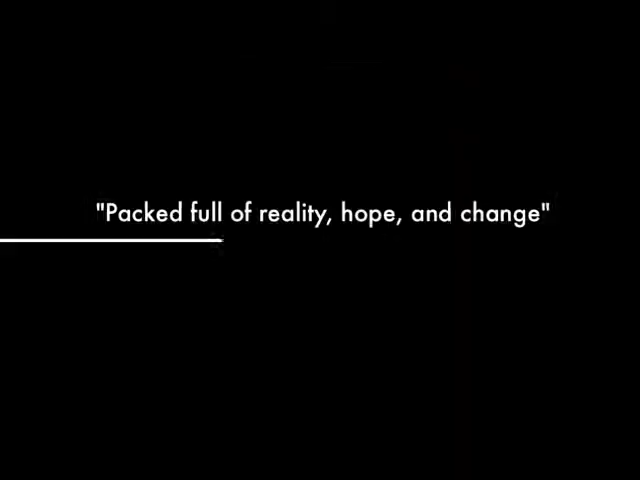 "Packed full of reality, hope, and change"